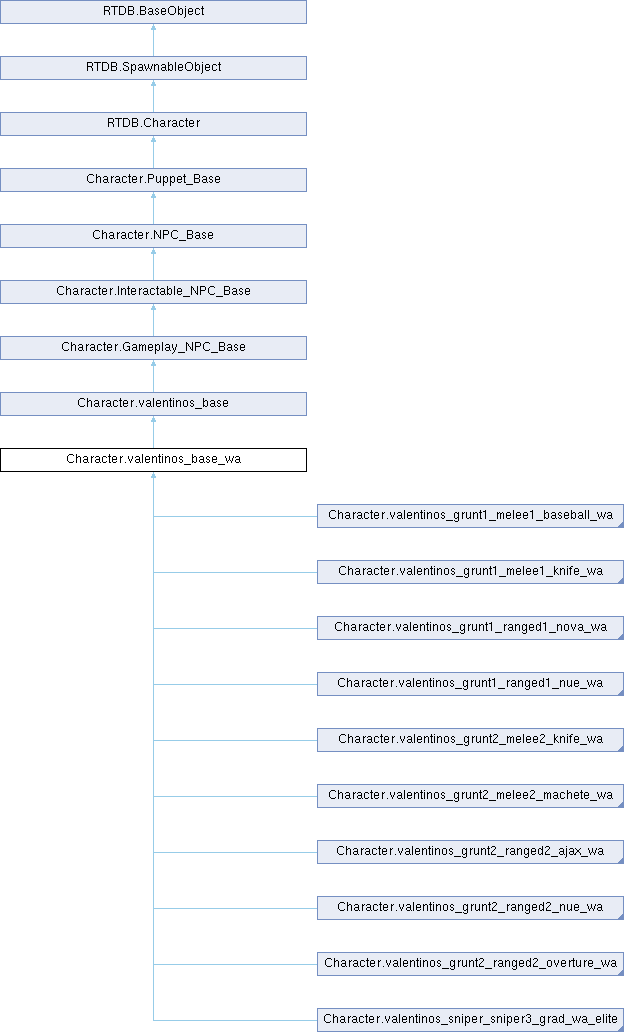 RTDB.BaseObject
RTDB.SpawnableObject
RTDB.Character
Character.Puppet_Base
Character.NPC_Base
Character.Interactable_NPC_Base
Character.Gameplay_NPC_Base
Character.valentinos_base
Character.valentinos_base_wa
Character.valentinos_grunt1_melee1_baseball_wa
Character.valentinos_grunt1_melee1_knife_wa
Character.valentinos_grunt1_ranged1_nova_wa
Character.valentinos_grunt1_ranged1_nue_wa
Character.valentinos_grunt2_melee2_knife_wa
Character.valentinos_grunt2_melee2_machete_wa
Character.valentinos_grunt2_ranged2_ajax_wa
Character.valentinos_grunt2_ranged2_nue_wa
Character.valentinos_grunt2_ranged2_overture_wa
Character.valentinos_sniper_sniper3_grad_wa_elite